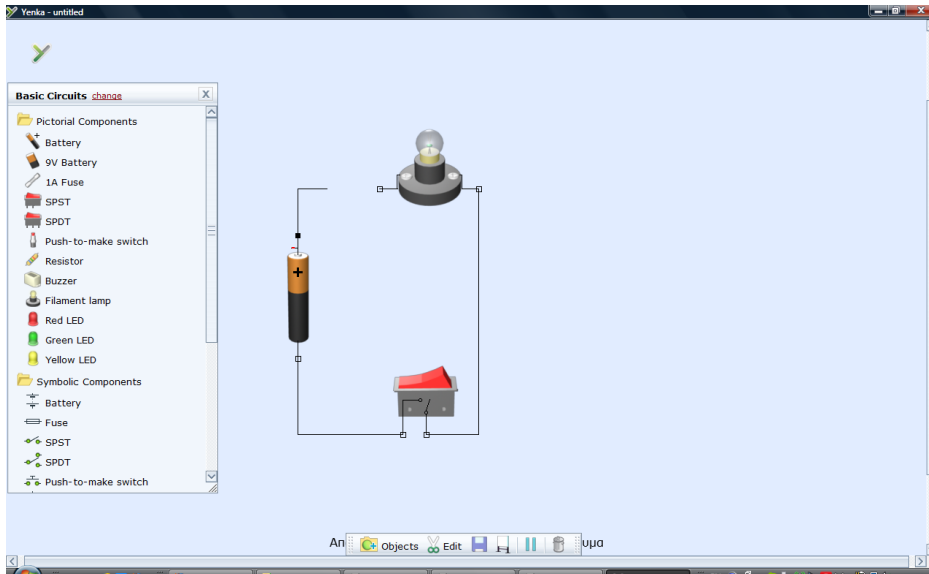 Yenka - untitled
Basic Circuits change
Pictorial Components
Battery
9V Battery
1A Fuse
SPST
SPDT
Push-to-make switch
Resistor
Buzzer
Filament lamp
Red LED
Green LED
Yellow LED
Symbolic Components
Battery
Fuse
SPST
SPDT
Push-to-make switch
Απ Objects Edit υμα